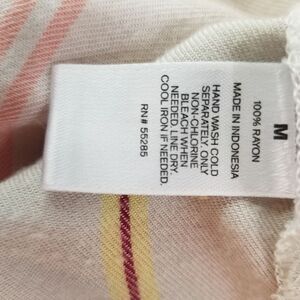 M
100% RAYON
MADE IN INDONESIA
HAND WASH COLD
SEPARATELY. ONLY
NON-CHLORINE
BLEACH WHEN
NEEDED. LINE DRY.
COOL IRON IF NEEDED.
RN# 55285